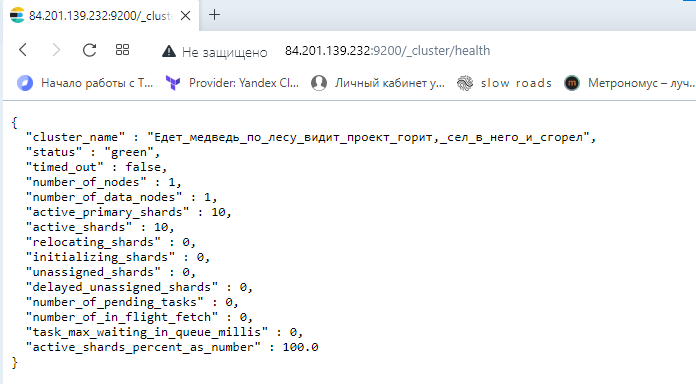 84.201.139.232:9200/_clust
Не защищено 84.201.139.232:9200/_cluster/health
Начало работы с Т... Provider: Yandex Cl... Личный кабинет у... slow roads Метрономус – луч...
{
"cluster_name" : "Едет_медведь_по_лесу_видит_проект_горит,_сел_в_него_и_сгорел",
"status" : "green",
"timed_out" : false,
"number_of_nodes" : 1,
"number_of_data_nodes" : 1,
"active_primary_shards" : 10,
"active_shards" : 10,
"relocating_shards" : 0,
"initializing_shards" : 0,
"unassigned_shards" : 0,
"delayed_unassigned_shards" : 0,
"number_of_pending_tasks" : 0,
"number_of_in_flight_fetch" : 0,
"task_max_waiting_in_queue_millis" : 0,
"active_shards_percent_as_number" : 100.0
}